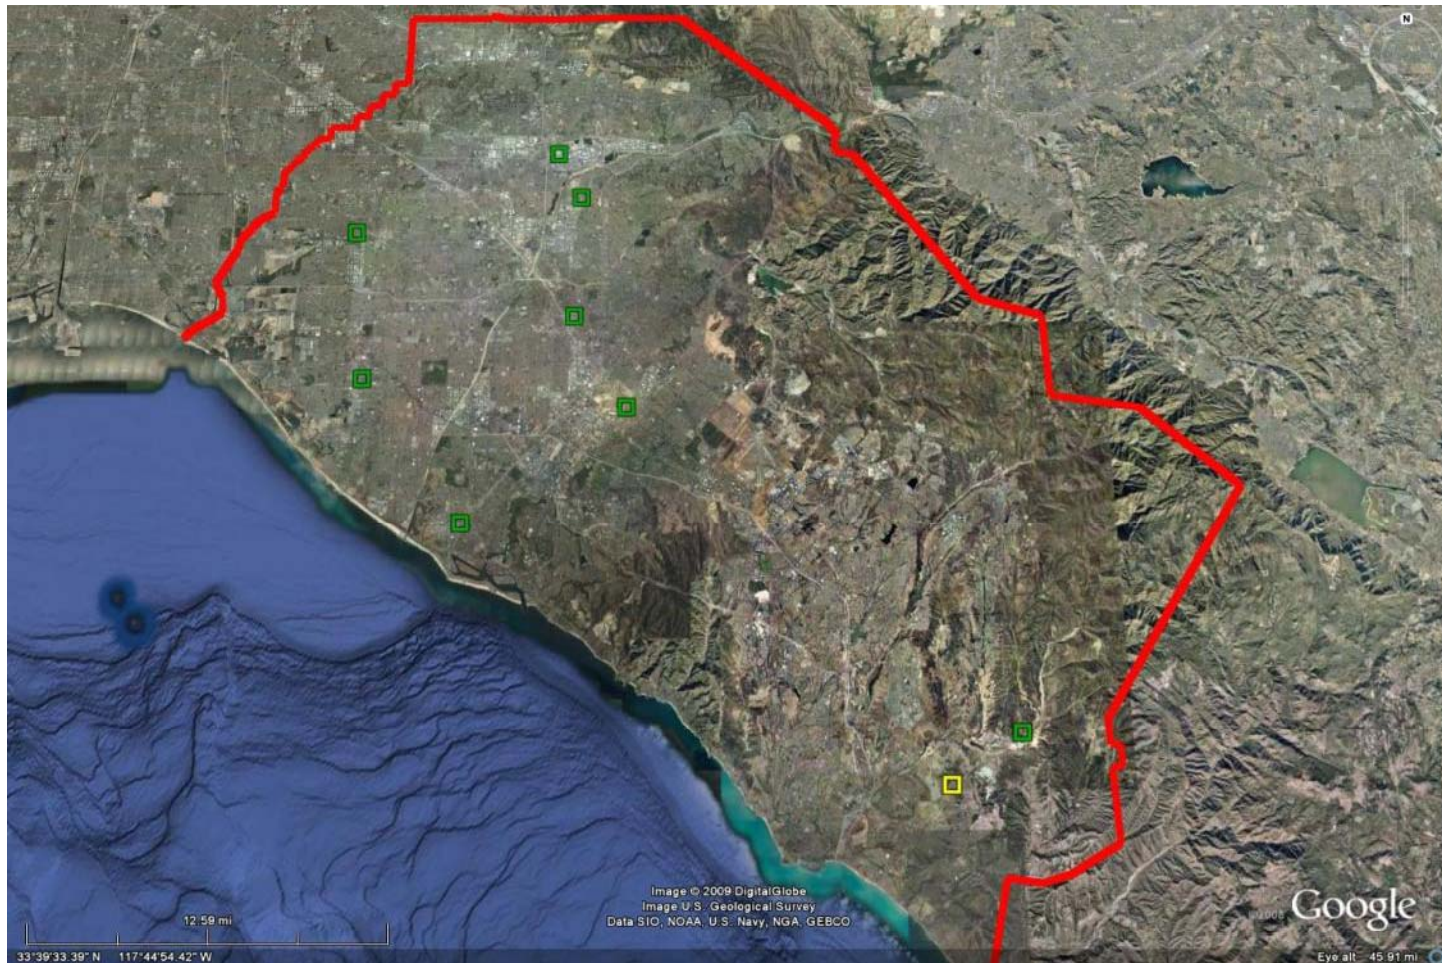 N
Image © 2009 DigitalGlobe
Image U.S. Geological Survey
Data SIO, NOAA, U.S. Navy, NGA, GEBCO
12.59 mi
©2008 Google
33°39'33.39" N 117°44'54.42" W
Eye alt 45.91 mi